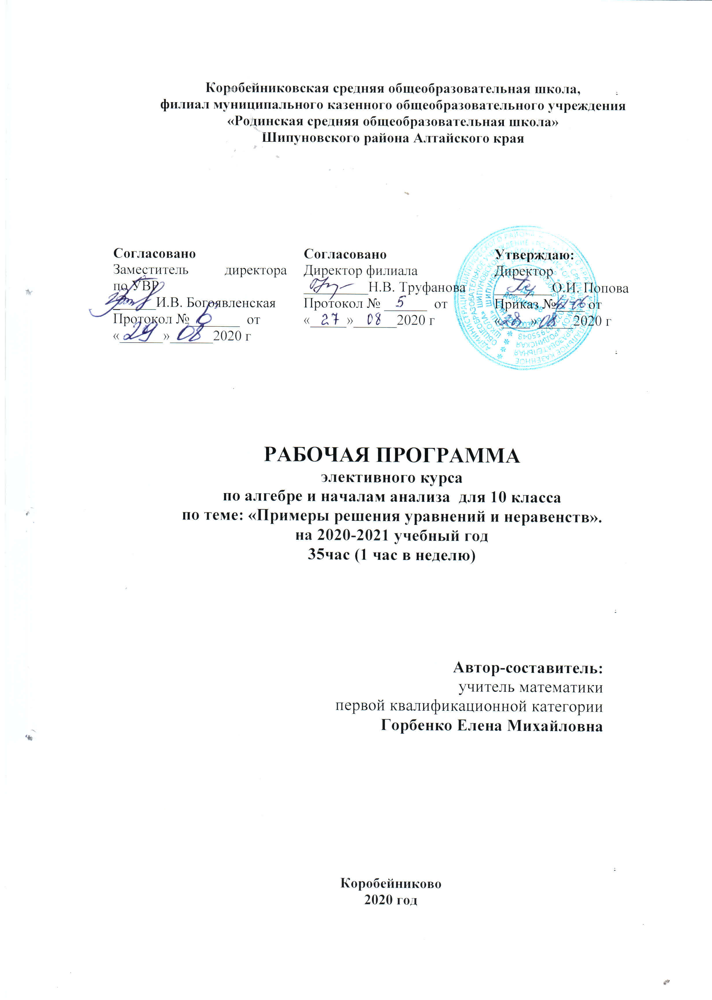 Коробейниковская средняя общеобразовательная школа,
филиал муниципального казенного общеобразовательного учреждения
«Родинская средняя общеобразовательная школа»
Шипуновского района Алтайского края
Согласовано
Заместитель директора
по УВР
_______И.В. Богоявленская
Протокол № 6 от
«29» 08 2020 г
Согласовано
Директор филиала
_________Н.В. Труфанова
Протокол № 5 от
«27» 08 2020 г
Утверждаю:
Директор
________О.И. Попова
Приказ № от
«28» 08 2020 г
для
документов
РАБОЧАЯ ПРОГРАММА
элективного курса
по алгебре и началам анализа для 10 класса
по теме: «Примеры решения уравнений и неравенств».
на 2020-2021 учебный год
35час (1 час в неделю)
Автор-составитель:
учитель математики
первой квалификационной категории
Горбенко Елена Михайловна
Коробейниково
2020 год